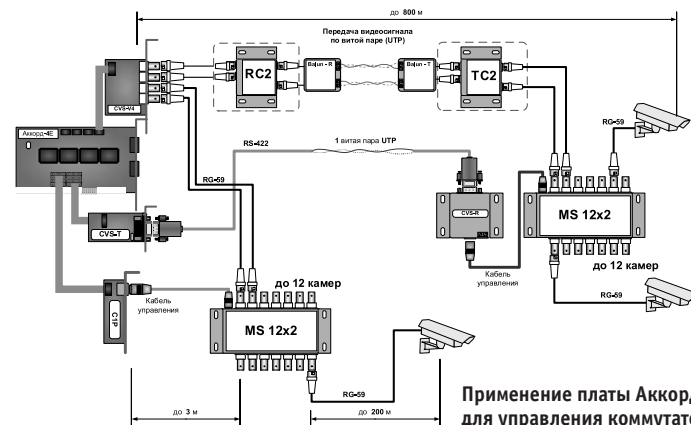 до 800 м
Передача видеосигнала
по витой паре (UTP)
RC2
Balun - R
Balun - T
TC2
CVS-V4
Аккорд-4E
RS-422
1 витая пара UTP
RG-59
RG-59
CVS-T
CVS-R
MS 12x2
до 12 камер
Кабель
управления
RG-59
C1P
Кабель
управления
до 12 камер
MS 12x2
RG-59
до 3 м
до 200 м
Применение платы Аккорд
для управления коммутато